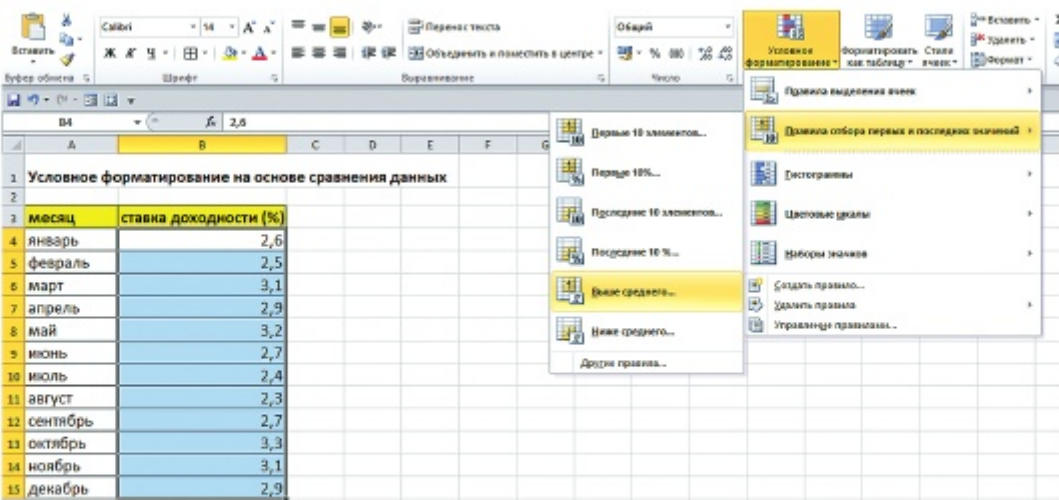 Calibri 14 A A
Перенос текста
Общий
Вставить
Ж К Ч А
Объединить и поместить в центре
% 000
Условное форматирование
Форматировать как таблицу
Стили ячеек
Вставить
Удалить
Формат
Буфер обмена
Шрифт
Выравнивание
Число
B4 fx 2,6
A B C D E F G
1 Условное форматирование на основе сравнения данных
2
3 месяц ставка доходности (%)
4 январь 2,6
5 февраль 2,5
6 март 3,1
7 апрель 2,9
8 май 3,2
9 июнь 2,7
10 июль 2,4
11 август 2,3
12 сентябрь 2,7
13 октябрь 3,3
14 ноябрь 3,1
15 декабрь 2,9
Правила выделения ячеек
Правила отбора первых и последних значений
Гистограммы
Цветовые шкалы
Наборы значков
Создать правило...
Удалить правила
Управление правилами...
Первые 10 элементов...
Первые 10%...
Последние 10 элементов...
Последние 10 %...
Выше среднего...
Ниже среднего...
Другие правила...